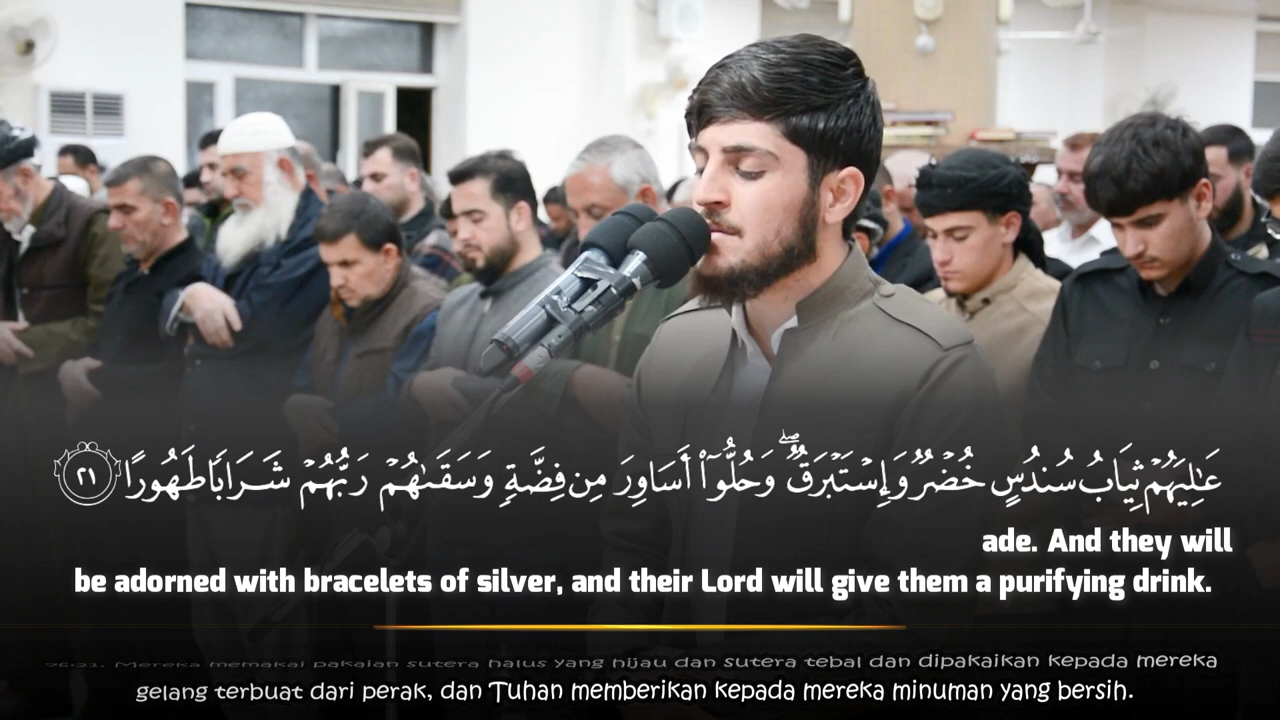 عَٰلِيَهُمْ ثِيَابُ سُندُسٍ خُضْرٌ وَإِسْتَبْرَقٌ ۖ وَحُلُّوٓا۟ أَسَاوِرَ مِن فِضَّةٍ وَسَقَىٰهُمْ رَبُّهُمْ شَرَابًا طَهُورًا ٢١
ade. And they will
be adorned with bracelets of silver, and their Lord will give them a purifying drink.
76:21. Mereka memakai pakaian sutera halus yang hijau dan sutera tebal dan dipakaikan kepada mereka
gelang terbuat dari perak, dan Tuhan memberikan kepada mereka minuman yang bersih.